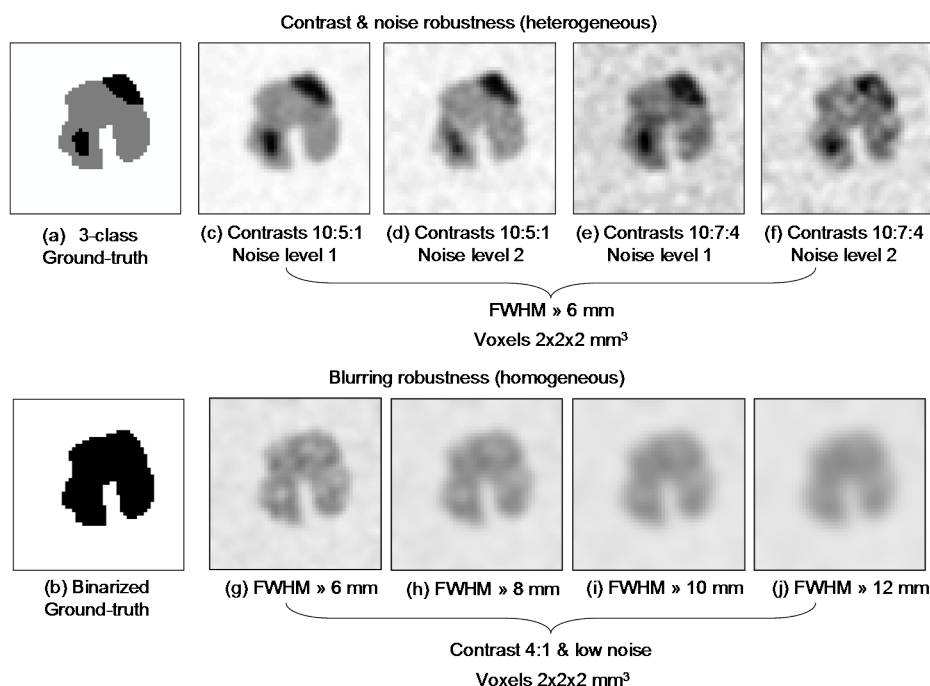 Contrast & noise robustness (heterogeneous)
(a) 3-class
Ground-truth
(c) Contrasts 10:5:1
Noise level 1
(d) Contrasts 10:5:1
Noise level 2
(e) Contrasts 10:7:4
Noise level 1
(f) Contrasts 10:7:4
Noise level 2
FWHM » 6 mm
Voxels 2x2x2 mm³
Blurring robustness (homogeneous)
(b) Binarized
Ground-truth
(g) FWHM » 6 mm
(h) FWHM » 8 mm
(i) FWHM » 10 mm
(j) FWHM » 12 mm
Contrast 4:1 & low noise
Voxels 2x2x2 mm³